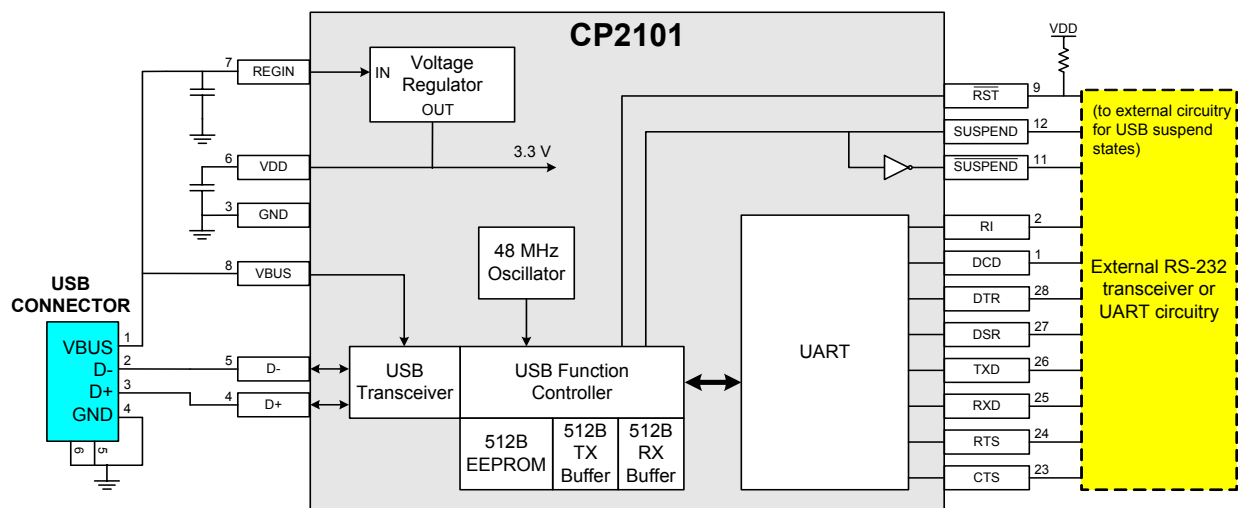 CP2101
7
REGIN
IN
Voltage
Regulator
OUT
6
VDD
3.3 V
3
GND
8
VBUS
48 MHz
Oscillator
USB
CONNECTOR
VBUS
1
D-
2
D+
3
GND
4
6
5
5
D-
4
D+
USB
Transceiver
USB Function
Controller
512B
EEPROM
512B
TX
Buffer
512B
RX
Buffer
UART
VDD
RST
9
SUSPEND
12
SUSPEND
11
RI
2
DCD
1
DTR
28
DSR
27
TXD
26
RXD
25
RTS
24
CTS
23
(to external circuitry
for USB suspend
states)
External RS-232
transceiver or
UART circuitry